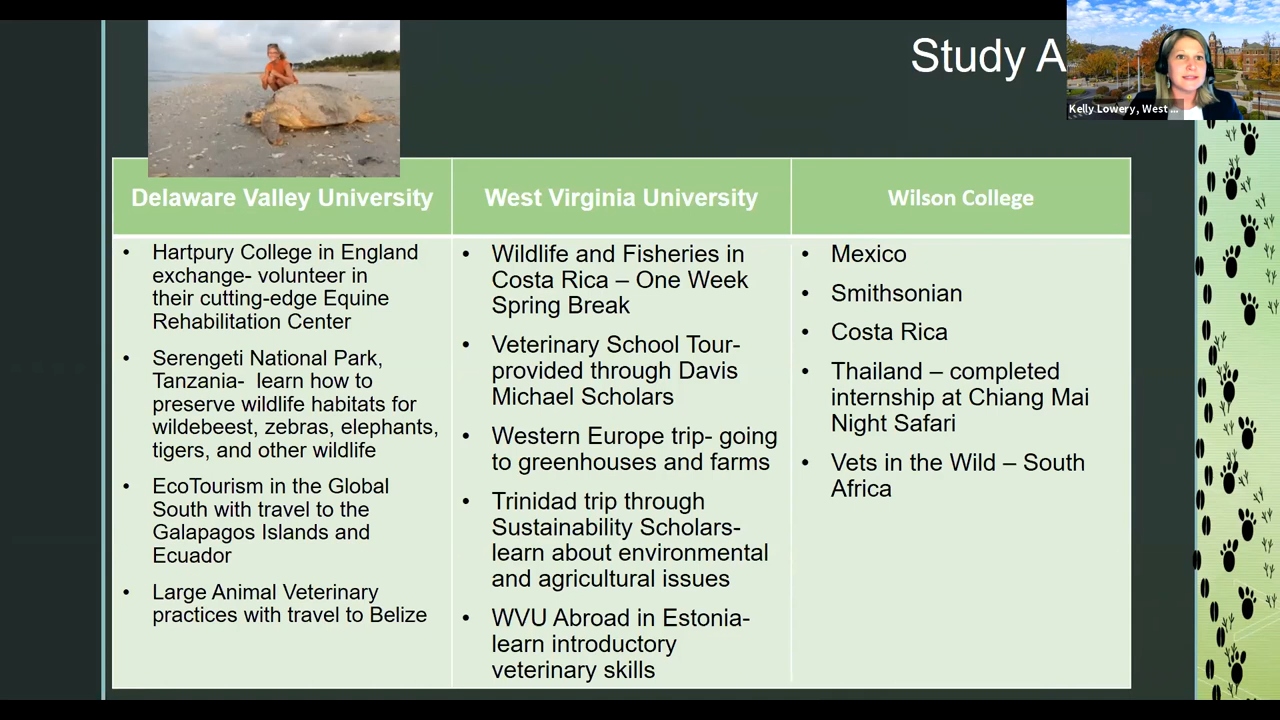 Study A
Kelly Lowery, West ...
Delaware Valley University
Hartpury College in England
exchange- volunteer in
their cutting-edge Equine
Rehabilitation Center
Serengeti National Park,
Tanzania- learn how to
preserve wildlife habitats for
wildebeest, zebras, elephants,
tigers, and other wildlife
EcoTourism in the Global
South with travel to the
Galapagos Islands and
Ecuador
Large Animal Veterinary
practices with travel to Belize
West Virginia University
Wildlife and Fisheries in
Costa Rica – One Week
Spring Break
Veterinary School Tour-
provided through Davis
Michael Scholars
Western Europe trip- going
to greenhouses and farms
Trinidad trip through
Sustainability Scholars-
learn about environmental
and agricultural issues
WVU Abroad in Estonia-
learn introductory
veterinary skills
Wilson College
Mexico
Smithsonian
Costa Rica
Thailand – completed
internship at Chiang Mai
Night Safari
Vets in the Wild – South
Africa